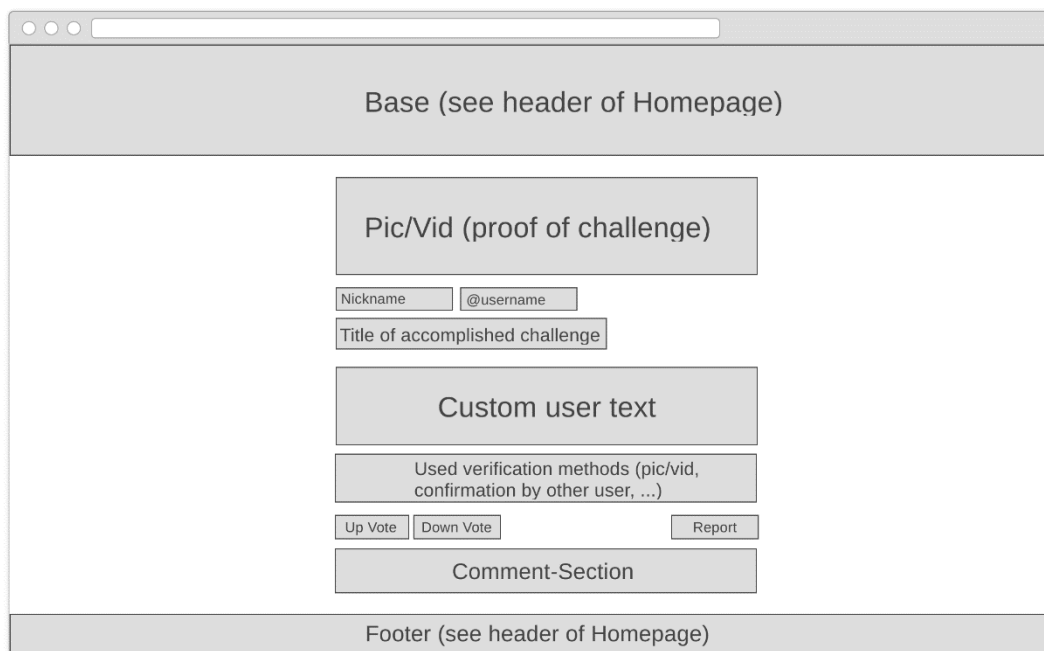 Base (see header of Homepage)
Pic/Vid (proof of challenge)
Nickname
@username
Title of accomplished challenge
Custom user text
Used verification methods (pic/vid,
confirmation by other user, ...)
Up Vote
Down Vote
Report
Comment-Section
Footer (see header of Homepage)